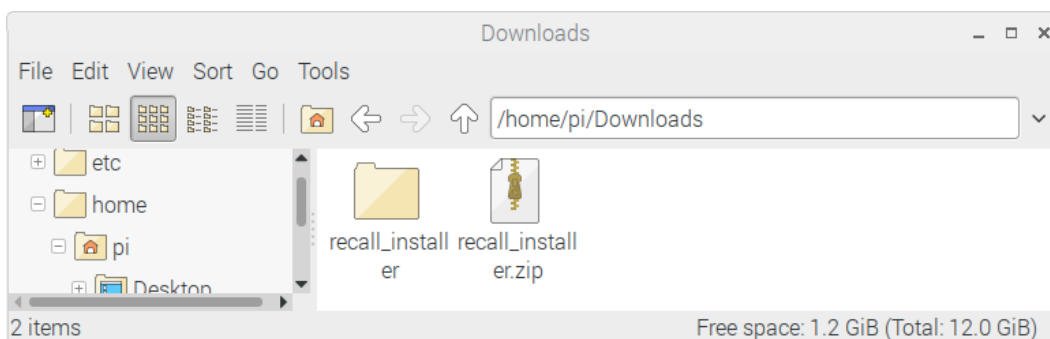 Downloads
File Edit View Sort Go Tools
/home/pi/Downloads
etc
home
pi
Desktop
recall_install recall_install
er er.zip
2 items Free space: 1.2 GiB (Total: 12.0 GiB)